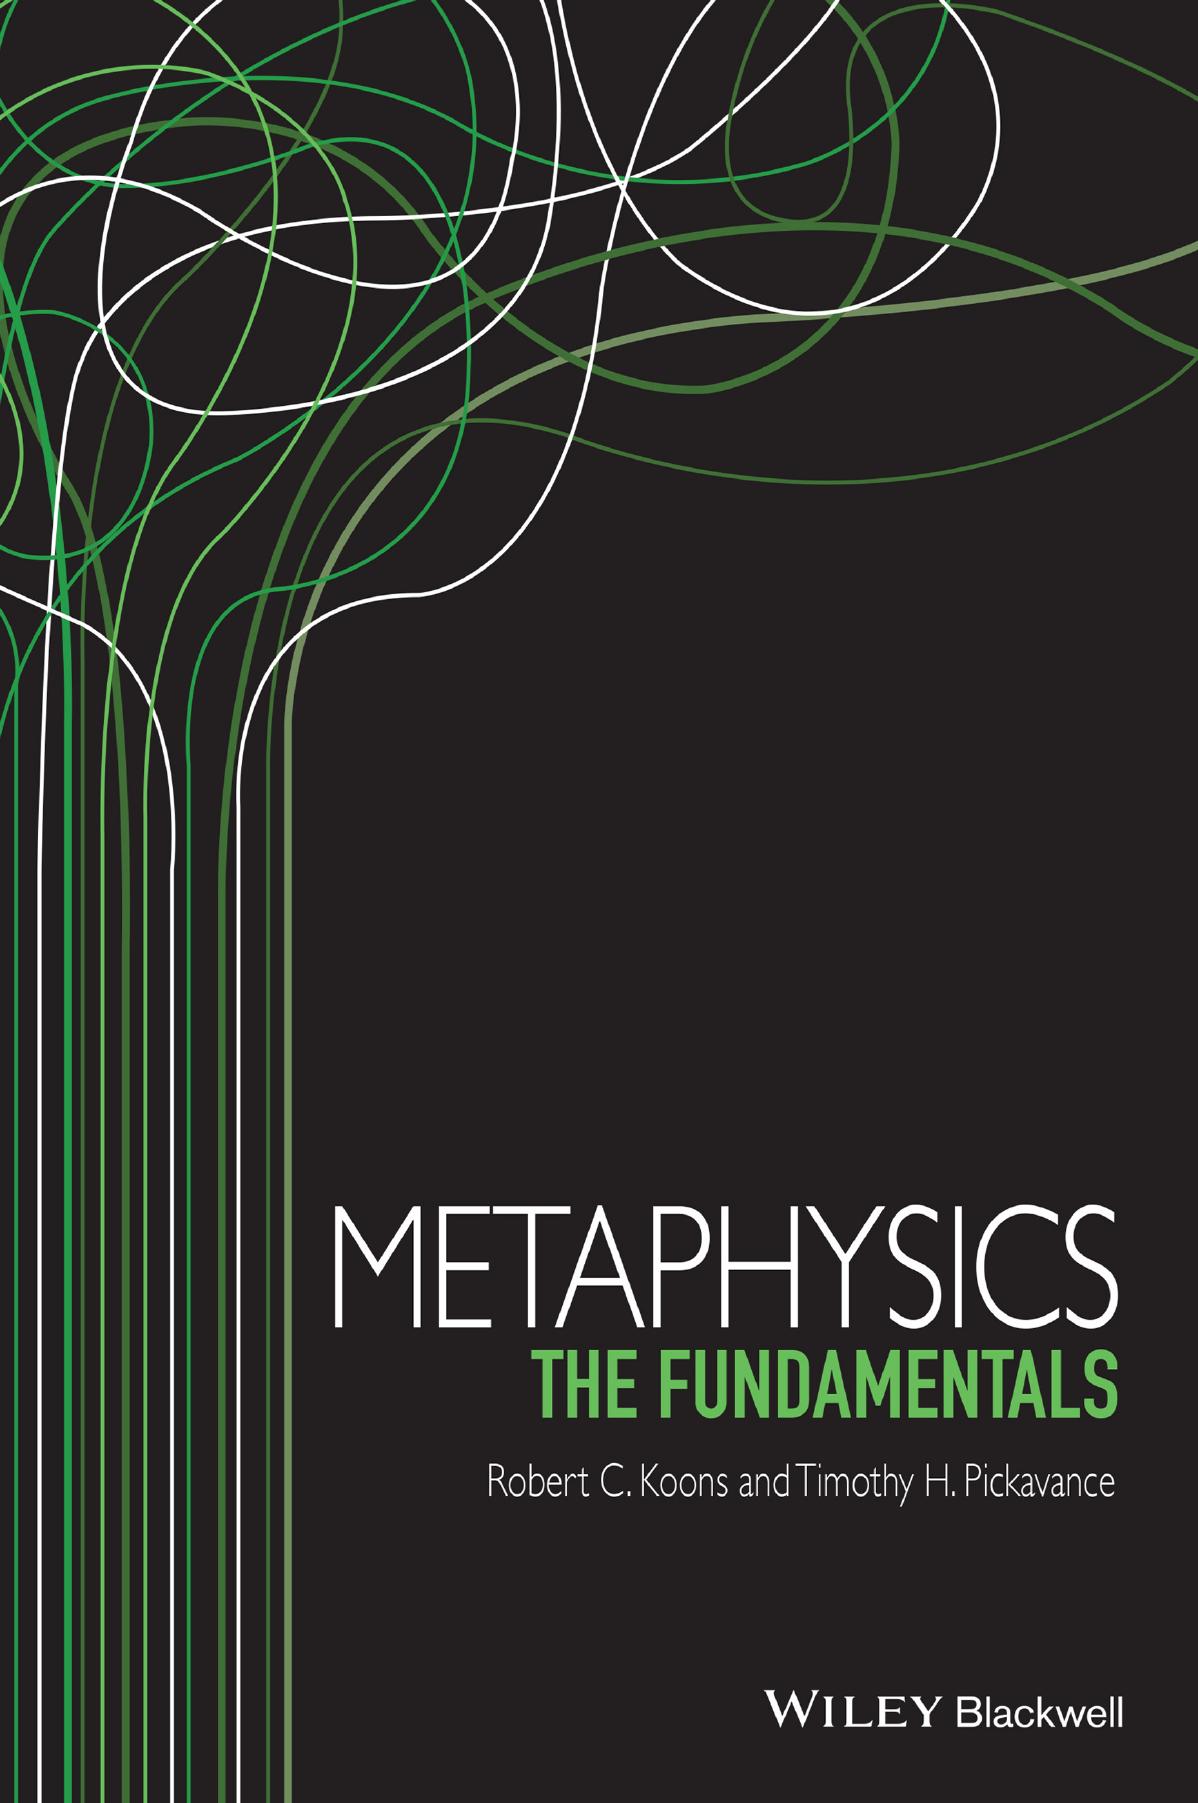 METAPHYSICS
THE FUNDAMENTALS
Robert C. Koons and Timothy H. Pickavance
WILEY Blackwell